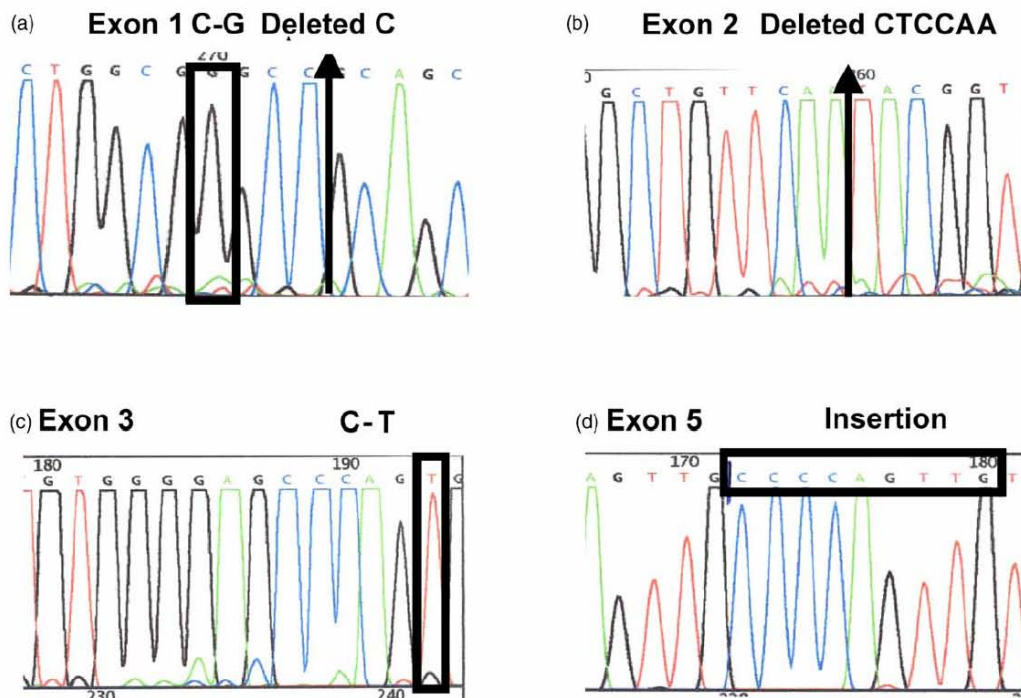 (a) Exon 1 C-G Deleted C
270
C T G G C G G G C C G C A G C
(b) Exon 2 Deleted CTCCAA
60
G C T G T T C A A T A C G G T
(c) Exon 3 C-T
180 190
G T G G G G A G C C C A G T G
230 240
(d) Exon 5 Insertion
170 180
A G T T G C C C C A G T T G T